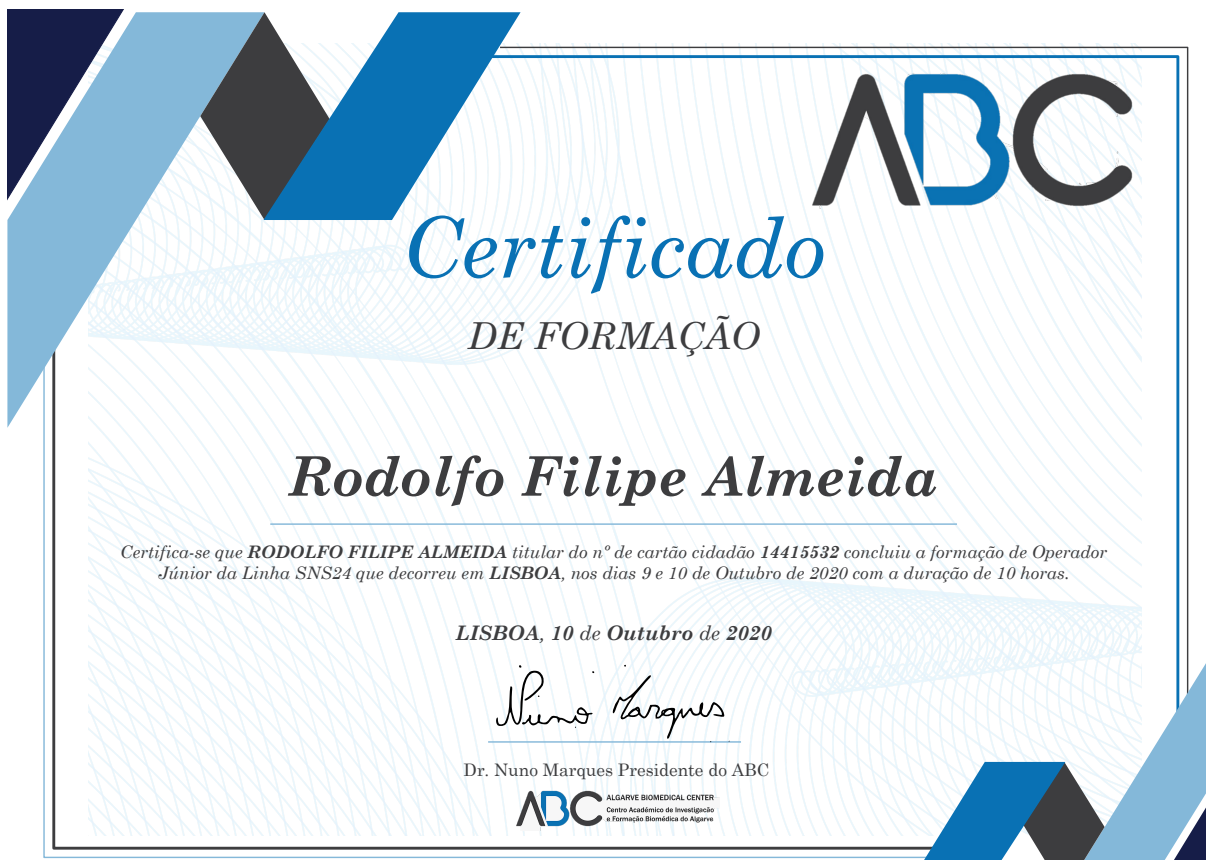 ABC
Certificado
DE FORMAÇÃO
Rodolfo Filipe Almeida
Certifica-se que RODOLFO FILIPE ALMEIDA titular do nº de cartão cidadão 14415532 concluiu a formação de Operador
Júnior da Linha SNS24 que decorreu em LISBOA, nos dias 9 e 10 de Outubro de 2020 com a duração de 10 horas.
LISBOA, 10 de Outubro de 2020
Nuno Marques
Dr. Nuno Marques Presidente do ABC
ABC
ALGARVE BIOMEDICAL CENTER
Centro Académico de Investigação
e Formação Biomédica do Algarve